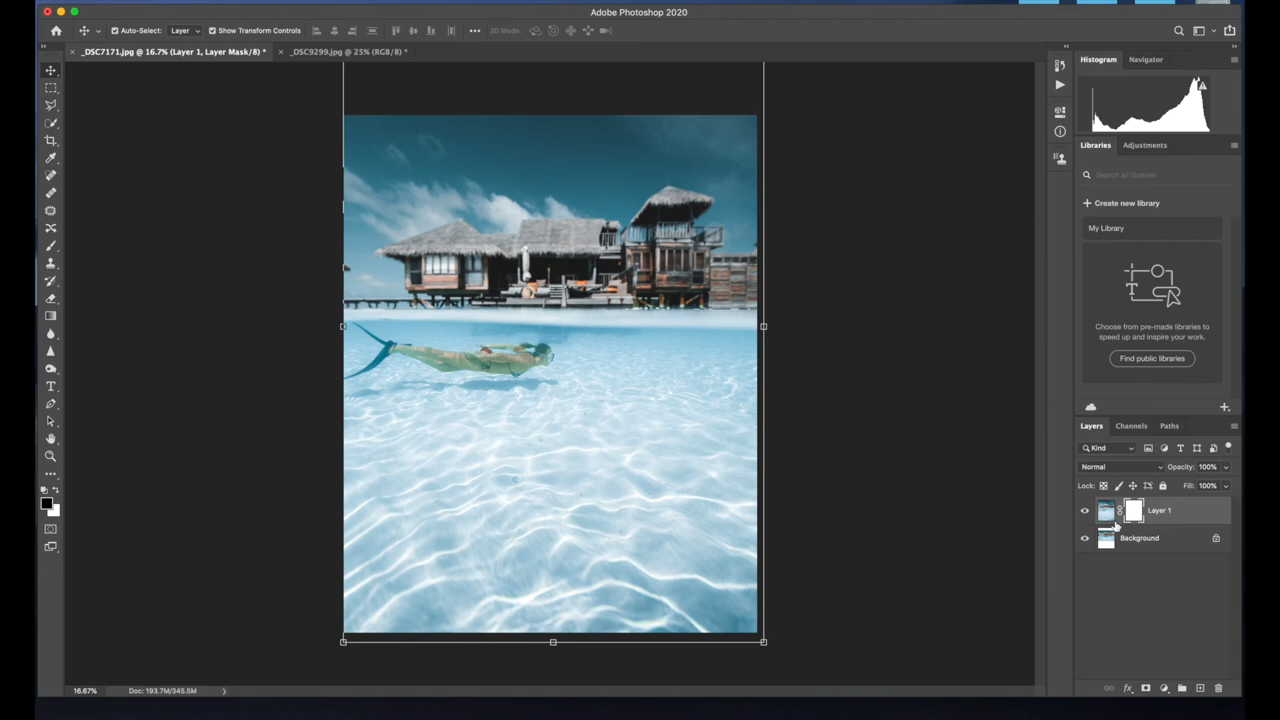 Adobe Photoshop 2020
Auto-Select: Layer Show Transform Controls 3D Mode:
_DSC7171.jpg @ 16.7% (Layer 1, Layer Mask/8) * _DSC9299.jpg @ 25% (RGB/8) *
Histogram Navigator
Libraries Adjustments
Search all libraries
Create new library
My Library
Choose from pre-made libraries to
speed up and inspire your work.
Find public libraries
Layers Channels Paths
Kind
Normal Opacity: 100%
Lock: Fill: 100%
Layer 1
Background
16.67% Doc: 193.7M/345.5M